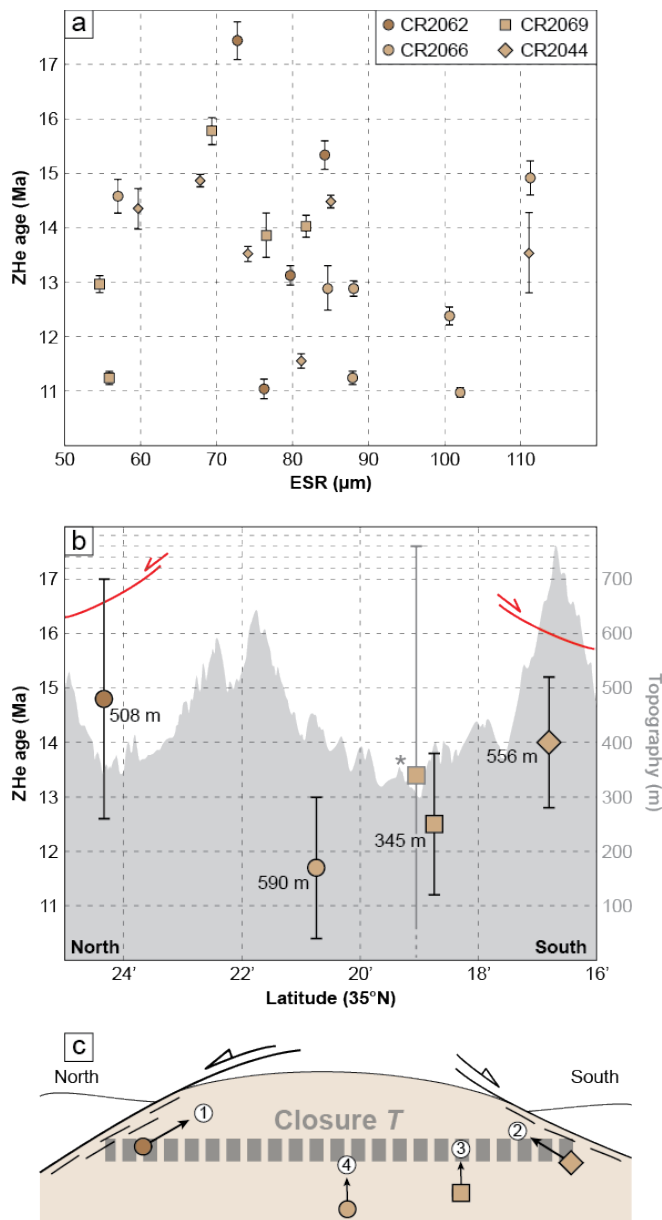 a
CR2062 CR2069
CR2066 CR2044
17
16
15
14
13
12
11
ZHe age (Ma)
50 60 70 80 90 100 110
ESR (µm)
b
17
16
15
14
13
12
11
ZHe age (Ma)
508 m
590 m
*
345 m
556 m
700
600
500
400
300
200
100
Topography (m)
North South
24' 22' 20' 18' 16'
Latitude (35°N)
c
North South
1
Closure T
2
3
4